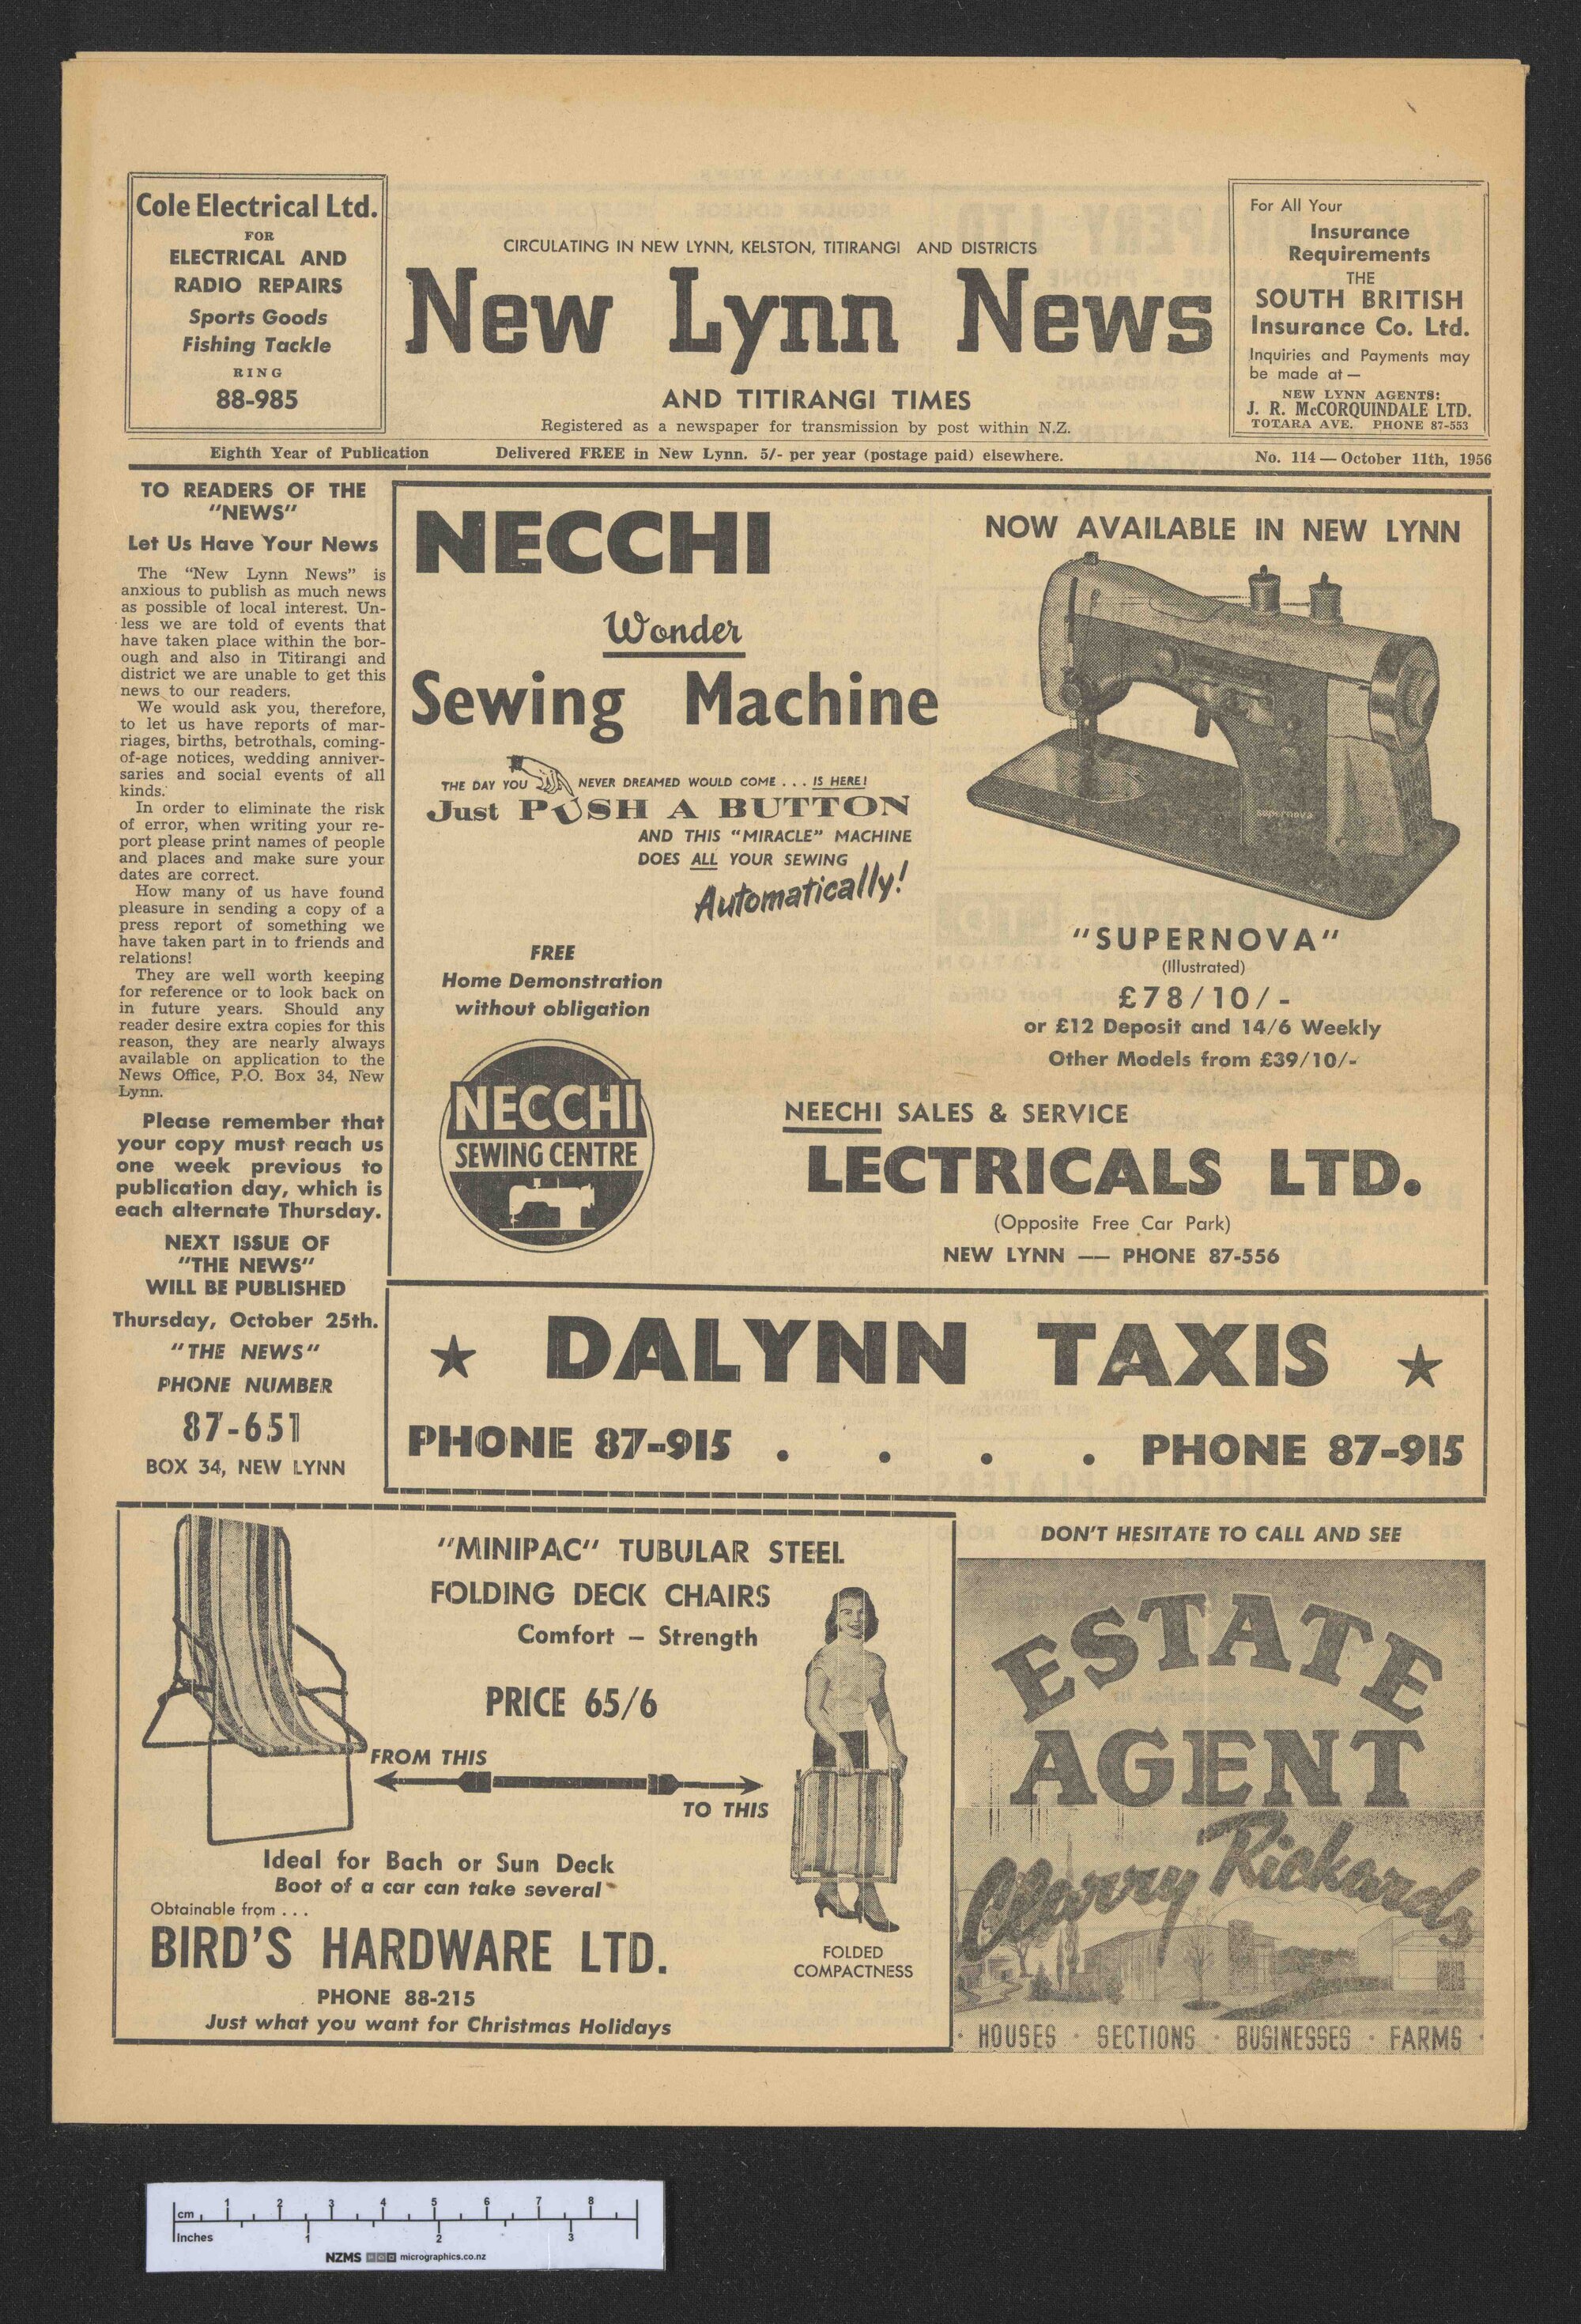 Cole Electrical Ltd.
FOR
ELECTRICAL AND
RADIO REPAIRS
Sports Goods
Fishing Tackle
RING
88-985
CIRCULATING IN NEW LYNN, KELSTON, TITIRANGI AND DISTRICTS
New Lynn News
AND TITIRANGI TIMES
Registered as a newspaper for transmission by post within N.Z.
For All Your
Insurance
Requirements
THE
SOUTH BRITISH
Insurance Co. Ltd.
Inquiries and Payments may
be made at —
NEW LYNN AGENTS:
J. R. McCORQUINDALE LTD.
TOTARA AVE. PHONE 87-553
Eighth Year of Publication Delivered FREE in New Lynn. 5/- per year (postage paid) elsewhere. No. 114 — October 11th, 1956
TO READERS OF THE
"NEWS"
Let Us Have Your News
The "New Lynn News" is
anxious to publish as much news
as possible of local interest. Un-
less we are told of events that
have taken place within the bor-
ough and also in Titirangi and
district we are unable to get this
news to our readers.
We would ask you, therefore,
to let us have reports of mar-
riages, births, betrothals, coming-
of-age notices, wedding anniver-
saries and social events of all
kinds.
In order to eliminate the risk
of error, when writing your re-
port please print names of people
and places and make sure your
dates are correct.
How many of us have found
pleasure in sending a copy of a
press report of something we
have taken part in to friends and
relations!
They are well worth keeping
for reference or to look back on
in future years. Should any
reader desire extra copies for this
reason, they are nearly always
available on application to the
News Office, P.O. Box 34, New
Lynn.
Please remember that
your copy must reach us
one week previous to
publication day, which is
each alternate Thursday.
NEXT ISSUE OF
"THE NEWS"
WILL BE PUBLISHED
Thursday, October 25th.
"THE NEWS"
PHONE NUMBER
87-651
BOX 34, NEW LYNN
NECCHI
Wonder
Sewing Machine
THE DAY YOU NEVER DREAMED WOULD COME . . . IS HERE!
Just PUSH A BUTTON
AND THIS "MIRACLE" MACHINE
DOES ALL YOUR SEWING
Automatically!
FREE
Home Demonstration
without obligation
NECCHI
SEWING CENTRE
NOW AVAILABLE IN NEW LYNN
supernova
"SUPERNOVA"
(Illustrated)
£78/10/-
or £12 Deposit and 14/6 Weekly
Other Models from £39/10/-
NEECHI SALES & SERVICE
LECTRICALS LTD.
(Opposite Free Car Park)
NEW LYNN — PHONE 87-556
★ DALYNN TAXIS ★
PHONE 87-915 . . . . PHONE 87-915
"MINIPAC" TUBULAR STEEL
FOLDING DECK CHAIRS
Comfort – Strength
PRICE 65/6
FROM THIS
TO THIS
Ideal for Bach or Sun Deck
Boot of a car can take several
Obtainable from . . .
BIRD'S HARDWARE LTD.
PHONE 88-215
Just what you want for Christmas Holidays
FOLDED
COMPACTNESS
DON'T HESITATE TO CALL AND SEE
ESTATE
AGENT
Clarry Rickards
· HOUSES · SECTIONS · BUSINESSES · FARMS ·
cm 1 2 3 4 5 6 7 8
Inches 1 2 3
NZMS micrographics.co.nz